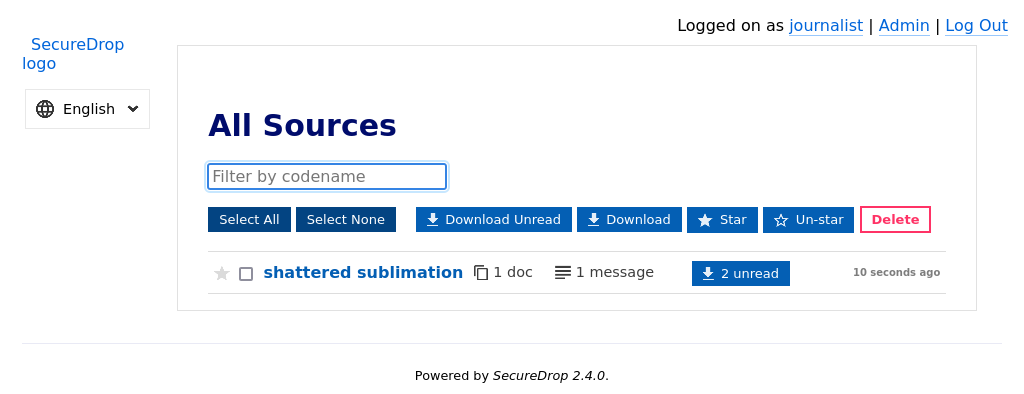 Logged on as journalist | Admin | Log Out
SecureDrop
logo
English
All Sources
Filter by codename
Select All Select None Download Unread Download Star Un-star Delete
shattered sublimation 1 doc 1 message 2 unread 10 seconds ago
Powered by SecureDrop 2.4.0.